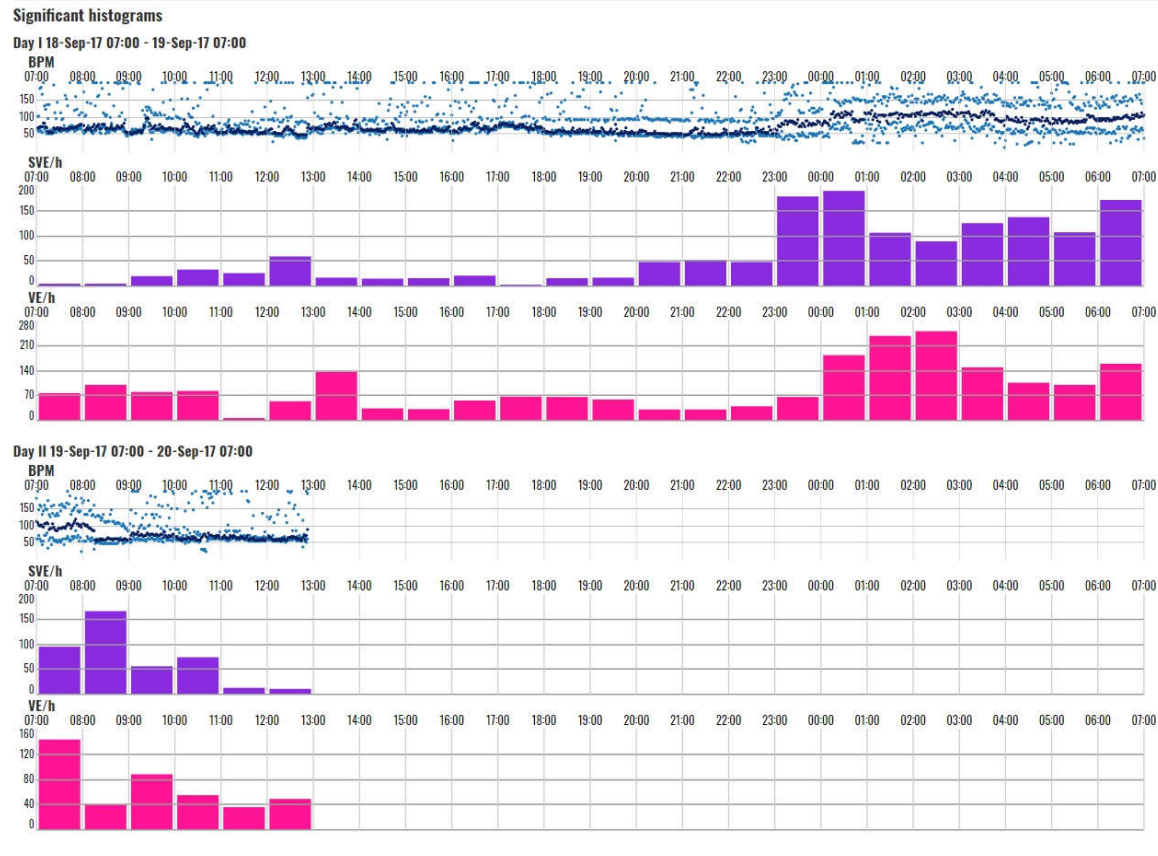 Significant histograms
Day I 18-Sep-17 07:00 - 19-Sep-17 07:00
BPM
07:00 08:00 09:00 10:00 11:00 12:00 13:00 14:00 15:00 16:00 17:00 18:00 19:00 20:00 21:00 22:00 23:00 00:00 01:00 02:00 03:00 04:00 05:00 06:00 07:00
150
100
50
SVE/h
07:00 08:00 09:00 10:00 11:00 12:00 13:00 14:00 15:00 16:00 17:00 18:00 19:00 20:00 21:00 22:00 23:00 00:00 01:00 02:00 03:00 04:00 05:00 06:00 07:00
200
150
100
50
0
VE/h
07:00 08:00 09:00 10:00 11:00 12:00 13:00 14:00 15:00 16:00 17:00 18:00 19:00 20:00 21:00 22:00 23:00 00:00 01:00 02:00 03:00 04:00 05:00 06:00 07:00
280
210
140
70
0
Day II 19-Sep-17 07:00 - 20-Sep-17 07:00
BPM
07:00 08:00 09:00 10:00 11:00 12:00 13:00 14:00 15:00 16:00 17:00 18:00 19:00 20:00 21:00 22:00 23:00 00:00 01:00 02:00 03:00 04:00 05:00 06:00 07:00
150
100
50
SVE/h
07:00 08:00 09:00 10:00 11:00 12:00 13:00 14:00 15:00 16:00 17:00 18:00 19:00 20:00 21:00 22:00 23:00 00:00 01:00 02:00 03:00 04:00 05:00 06:00 07:00
200
150
100
50
0
VE/h
07:00 08:00 09:00 10:00 11:00 12:00 13:00 14:00 15:00 16:00 17:00 18:00 19:00 20:00 21:00 22:00 23:00 00:00 01:00 02:00 03:00 04:00 05:00 06:00 07:00
160
120
80
40
0